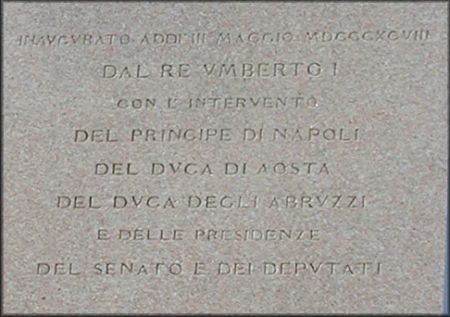 INAVGVRATO ADDI III MAGGIO MDCCCXCVIII
DAL RE VMBERTO I
CON L'INTERVENTO
DEL PRINCIPE DI NAPOLI
DEL DVCA DI AOSTA
DEL DVCA DEGLI ABRVZZI
E DELLE PRESIDENZE
DEL SENATO E DEI DEPVTATI